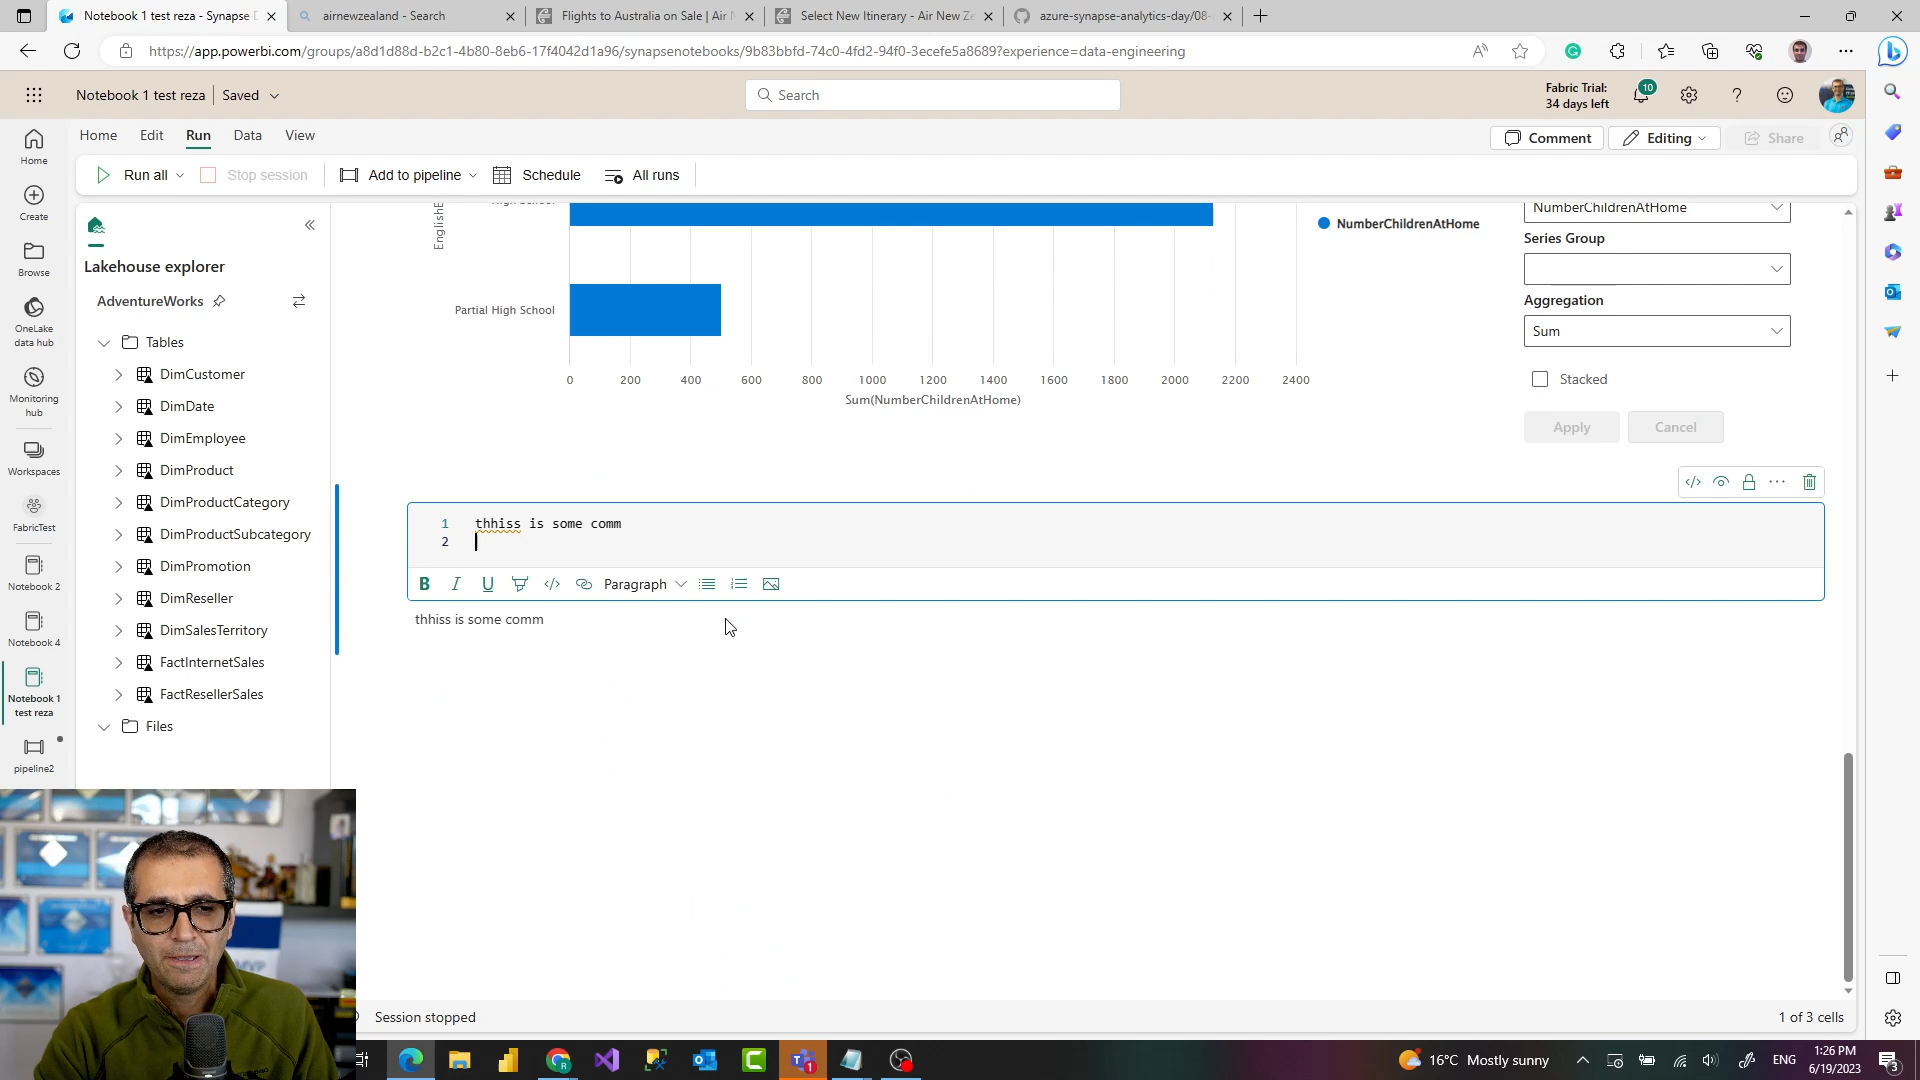 Notebook 1 test reza - Synapse D
airnewzealand - Search
Flights to Australia on Sale | Air N
Select New Itinerary - Air New Ze
azure-synapse-analytics-day/08-
https://app.powerbi.com/groups/a8d1d88d-b2c1-4b80-8eb6-17f4042d1a96/synapsenotebooks/9b83bbfd-74c0-4fd2-94f0-3ecefe5a8689?experience=data-engineering
Notebook 1 test reza
Saved
Search
Fabric Trial:
34 days left
10
Home
Edit
Run
Data
View
Comment
Editing
Share
Run all
Stop session
Add to pipeline
Schedule
All runs
Home
Create
Browse
OneLake
data hub
Monitoring
hub
Workspaces
FabricTest
Notebook 2
Notebook 4
Notebook 1
test reza
pipeline2
Lakehouse explorer
AdventureWorks
Tables
DimCustomer
DimDate
DimEmployee
DimProduct
DimProductCategory
DimProductSubcategory
DimPromotion
DimReseller
DimSalesTerritory
FactInternetSales
FactResellerSales
Files
EnglishE
High School
Partial High School
0 200 400 600 800 1000 1200 1400 1600 1800 2000 2200 2400
Sum(NumberChildrenAtHome)
NumberChildrenAtHome
NumberChildrenAtHome
Series Group
Aggregation
Sum
Stacked
Apply
Cancel
1 thhiss is some comm
2
B I U </> Paragraph
thhiss is some comm
Session stopped
1 of 3 cells
16°C Mostly sunny
ENG
1:26 PM
6/19/2023
3